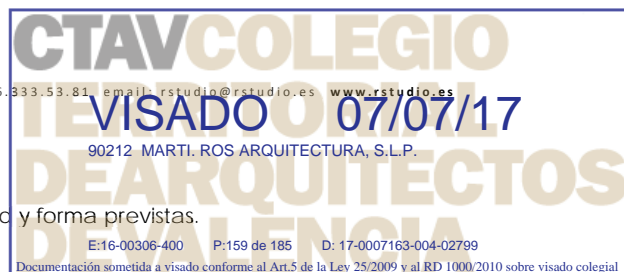 CTAVCOLEGIO
5.333.53.81 email: rstudio@rstudio.es www.rstudio.es
TERRITORIAL
VISADO 07/07/17
90212 MARTI. ROS ARQUITECTURA, S.L.P.
DEARQUITECTOS
d y forma previstas.
DEVALENCIA
E:16-00306-400 P:159 de 185 D: 17-0007163-004-02799
Documentación sometida a visado conforme al Art.5 de la Ley 25/2009 y al RD 1000/2010 sobre visado colegial